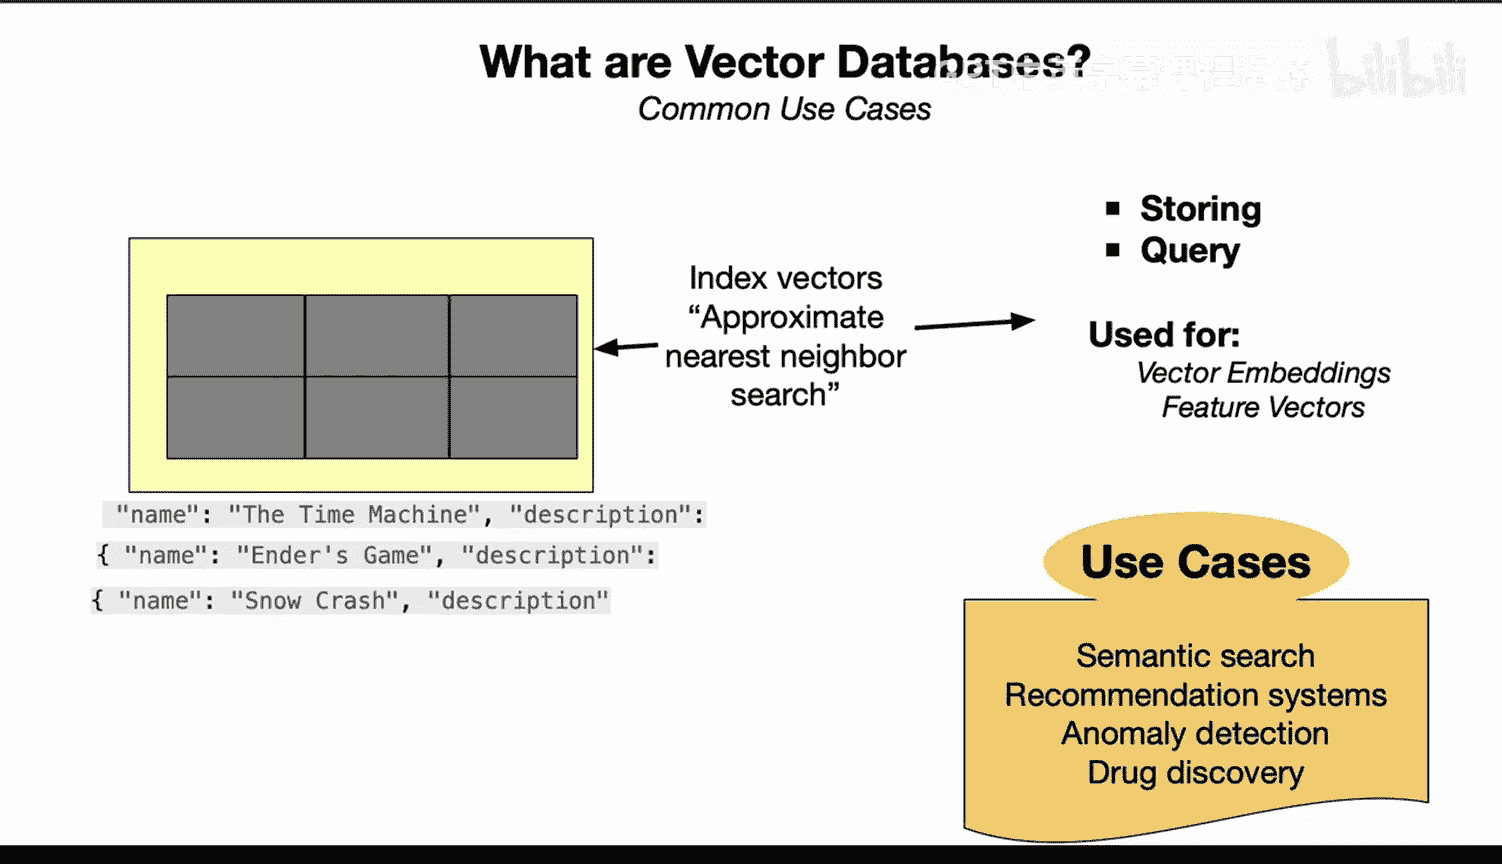 What are Vector Databases?
Common Use Cases
bilibili
▪ Storing
▪ Query
Index vectors
“Approximate
nearest neighbor
search”
Used for:
Vector Embeddings
Feature Vectors
"name": "The Time Machine", "description":
{ "name": "Ender's Game", "description":
{ "name": "Snow Crash", "description"
Use Cases
Semantic search
Recommendation systems
Anomaly detection
Drug discovery